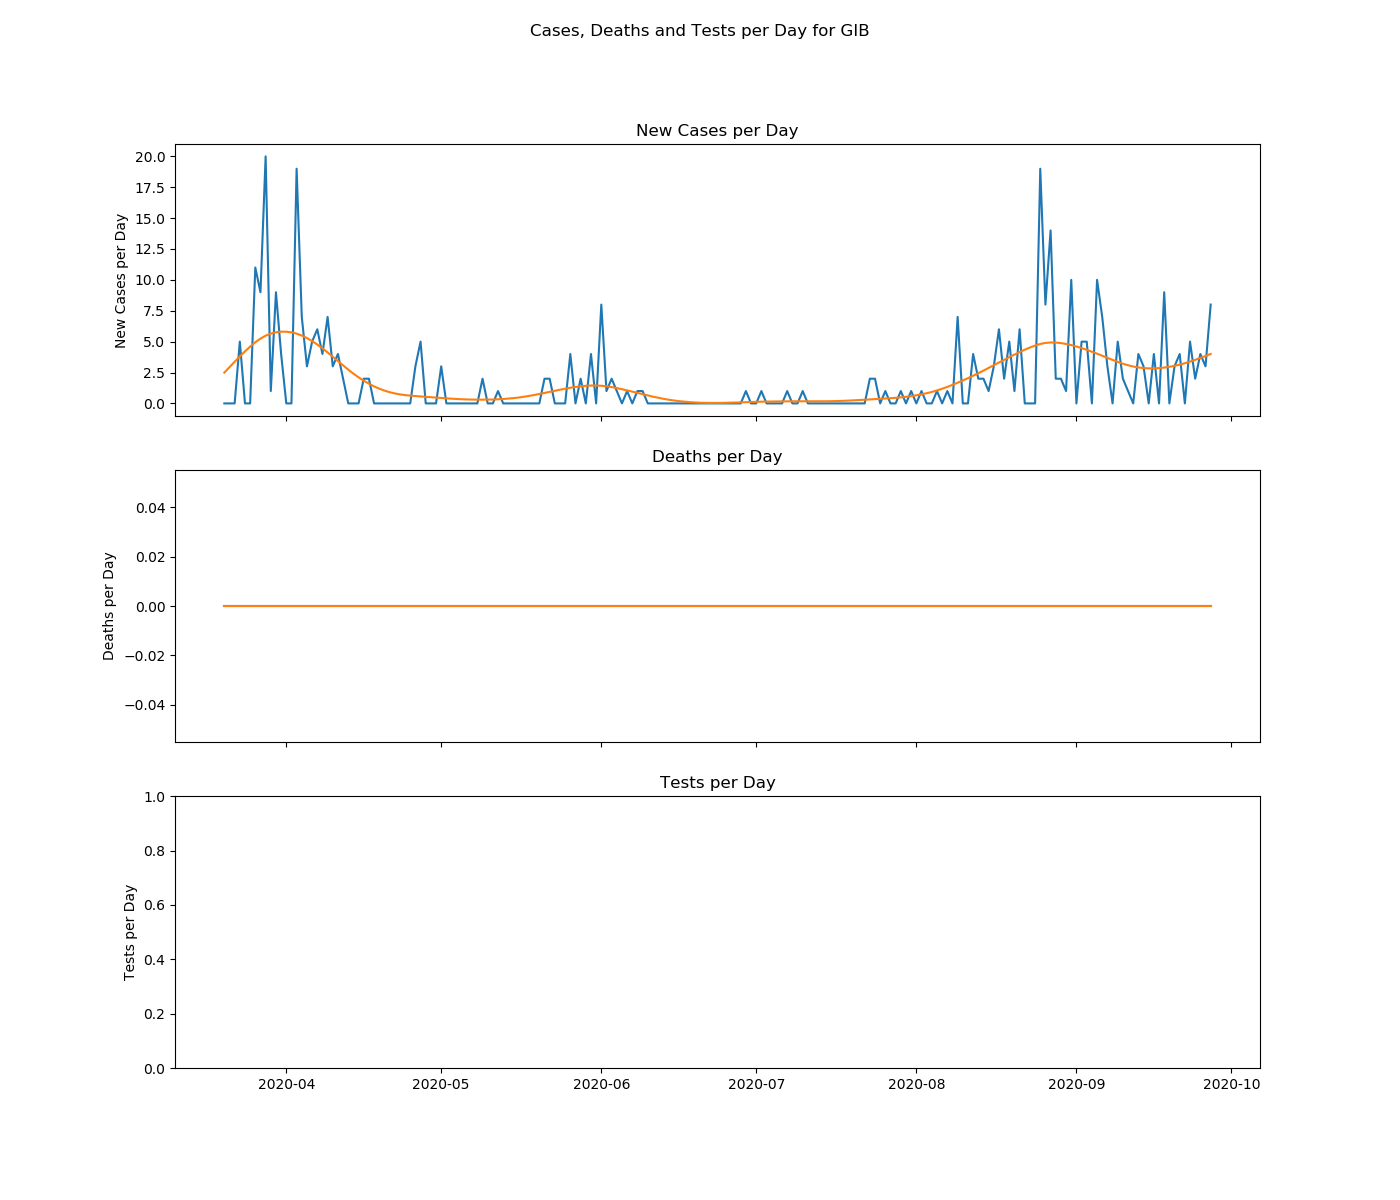 Cases, Deaths and Tests per Day for GIB
New Cases per Day
New Cases per Day
20.0
17.5
15.0
12.5
10.0
7.5
5.0
2.5
0.0
Deaths per Day
Deaths per Day
0.04
0.02
0.00
−0.02
−0.04
Tests per Day
Tests per Day
1.0
0.8
0.6
0.4
0.2
0.0
2020-04 2020-05 2020-06 2020-07 2020-08 2020-09 2020-10